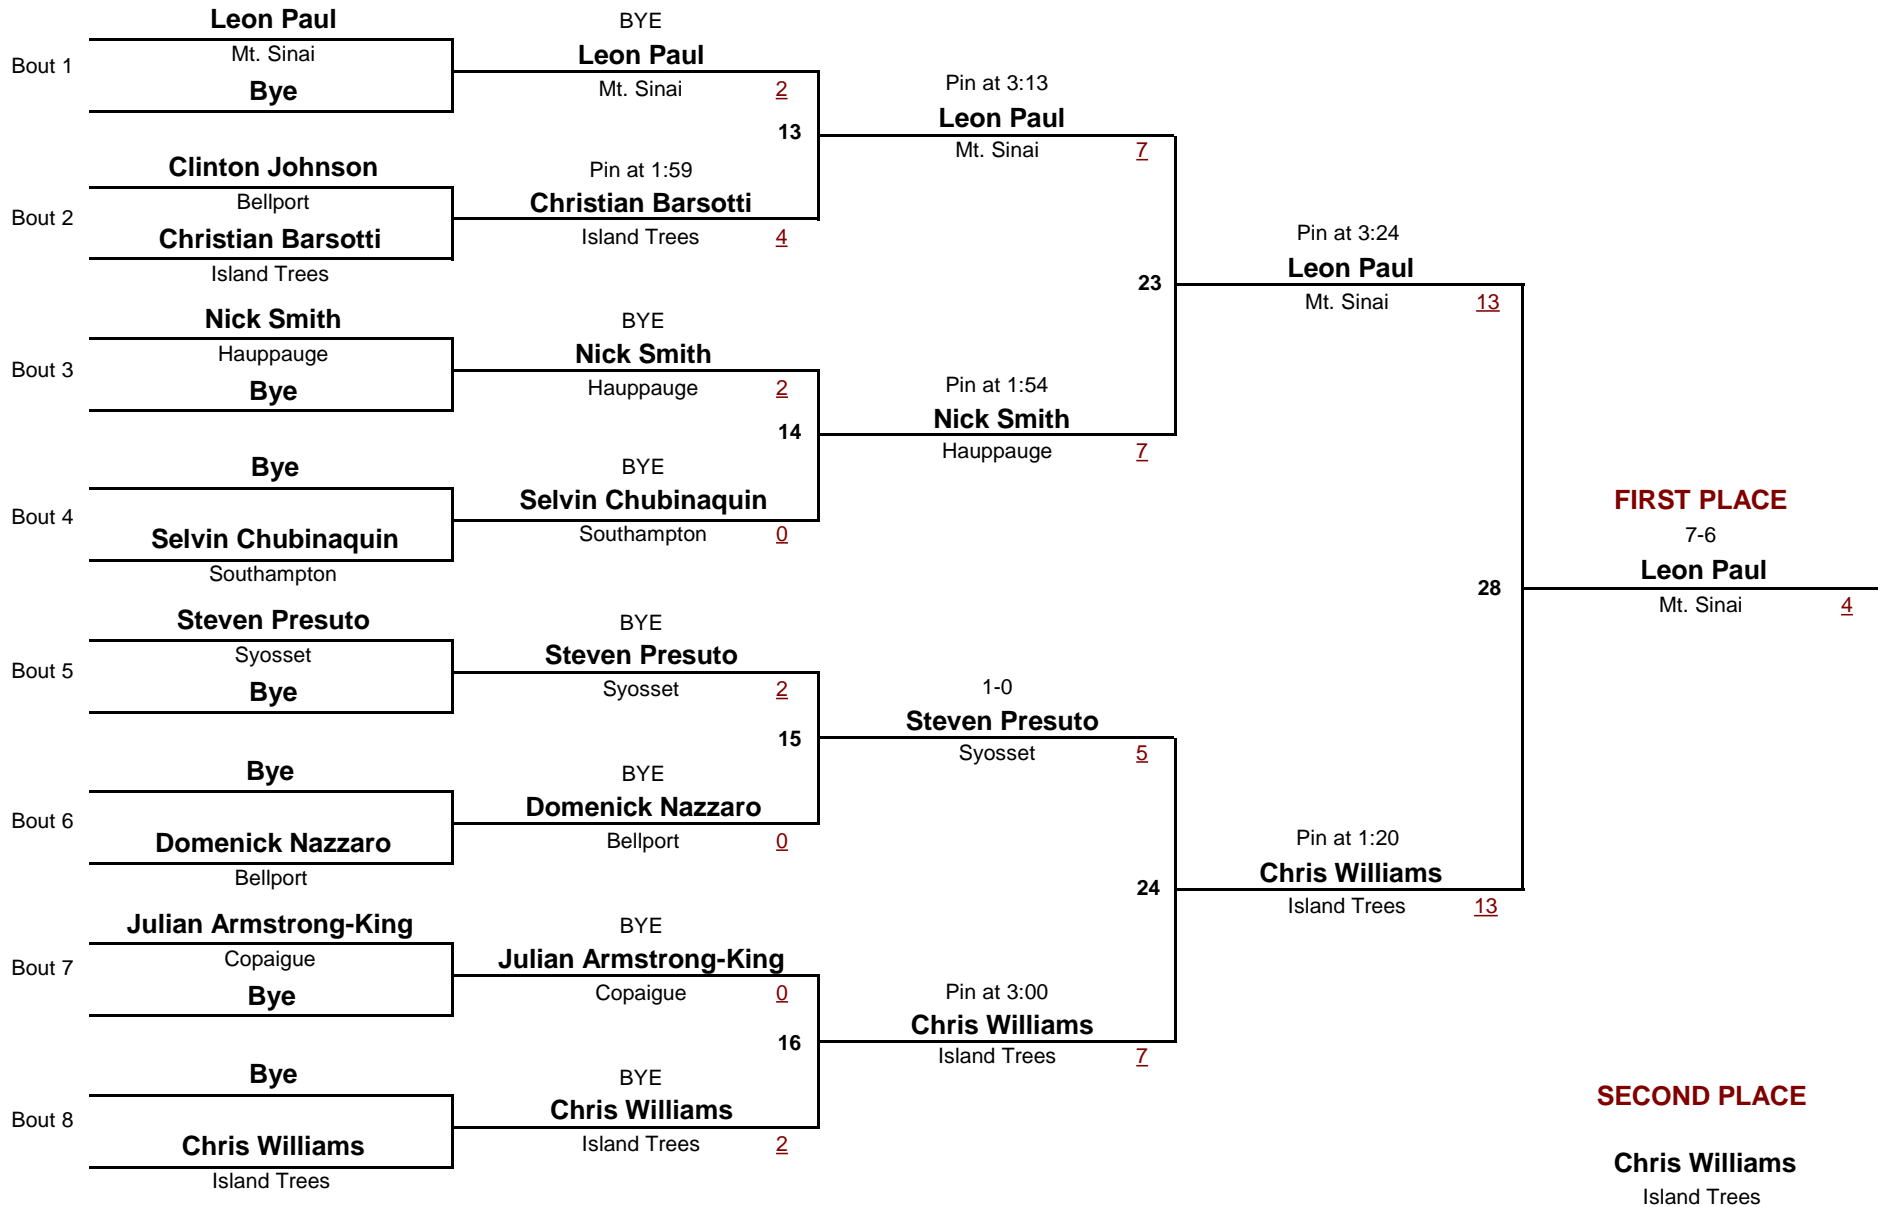 Leon Paul
Bout 1
Mt. Sinai
Bye
Clinton Johnson
Bout 2
Bellport
Christian Barsotti
Island Trees
Nick Smith
Bout 3
Hauppauge
Bye
Bye
Bout 4
Selvin Chubinaquin
Southampton
Steven Presuto
Bout 5
Syosset
Bye
Bye
Bout 6
Domenick Nazzaro
Bellport
Julian Armstrong-King
Bout 7
Copaigue
Bye
Bye
Bout 8
Chris Williams
Island Trees
BYE
Leon Paul
Mt. Sinai 2
13
Pin at 1:59
Christian Barsotti
Island Trees 4
BYE
Nick Smith
Hauppauge 2
14
BYE
Selvin Chubinaquin
Southampton 0
BYE
Steven Presuto
Syosset 2
15
BYE
Domenick Nazzaro
Bellport 0
BYE
Julian Armstrong-King
Copaigue 0
16
BYE
Chris Williams
Island Trees 2
Pin at 3:13
Leon Paul
Mt. Sinai 7
23
Pin at 1:54
Nick Smith
Hauppauge 7
1-0
Steven Presuto
Syosset 5
24
Pin at 3:00
Chris Williams
Island Trees 7
Pin at 3:24
Leon Paul
Mt. Sinai 13
28
Pin at 1:20
Chris Williams
Island Trees 13
FIRST PLACE
7-6
Leon Paul
Mt. Sinai 4
SECOND PLACE
Chris Williams
Island Trees